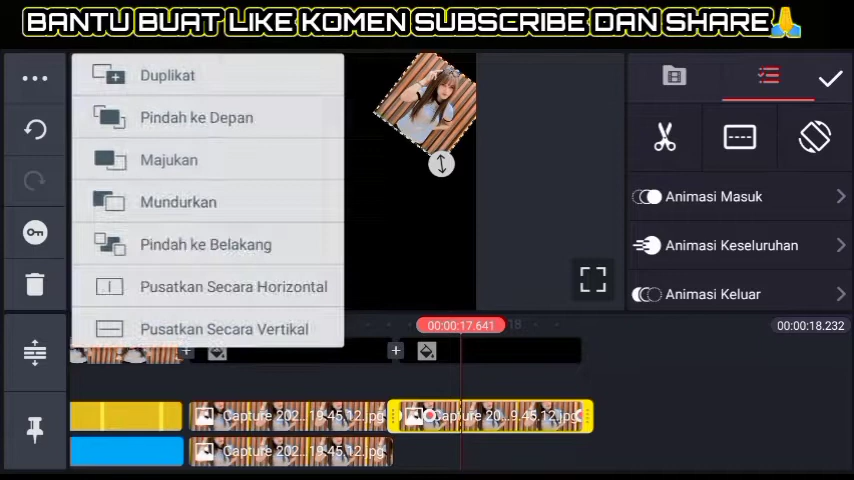 BANTU BUAT LIKE KOMEN SUBSCRIBE DAN SHARE🙏
Duplikat
Pindah ke Depan
Majukan
Mundurkan
Pindah ke Belakang
Pusatkan Secara Horizontal
Pusatkan Secara Vertikal
Animasi Masuk
Animasi Keseluruhan
Animasi Keluar
00:00:17.641
18
00:00:18.232
Capture 202...19.45.12.jpg
Capture 20...9.45.12.jpg
Capture 202...19.45.12.jpg